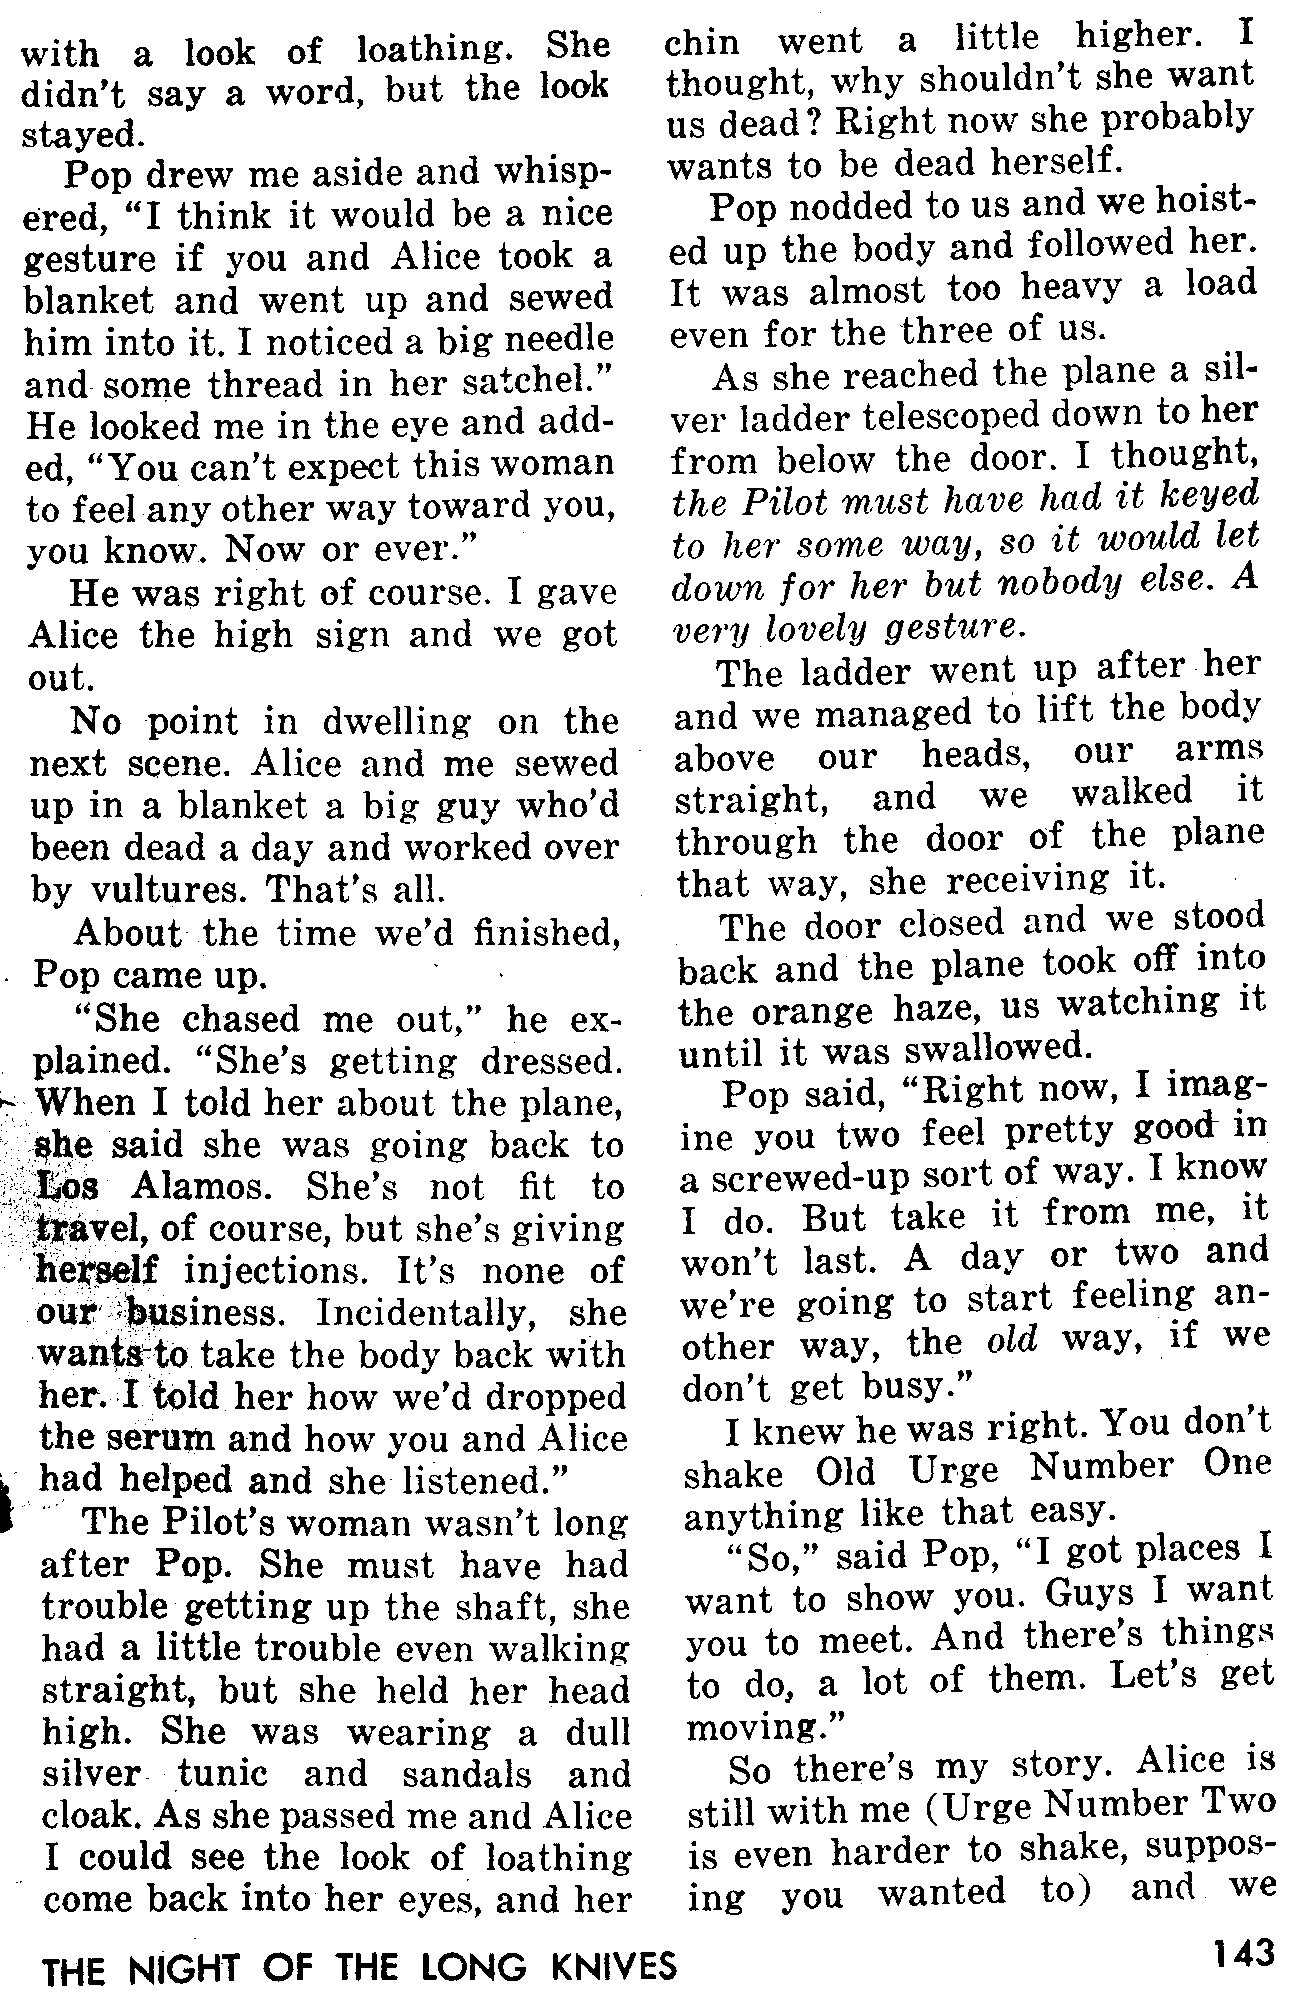 with a look of loathing. She
didn't say a word, but the look
stayed.
Pop drew me aside and whisp-
ered, “I think it would be a nice
gesture if you and Alice took a
blanket and went up and sewed
him into it. I noticed a big needle
and some thread in her satchel.”
He looked me in the eye and add-
ed, “You can't expect this woman
to feel any other way toward you,
you know. Now or ever.”
He was right of course. I gave
Alice the high sign and we got
out.
No point in dwelling on the
next scene. Alice and me sewed
up in a blanket a big guy who'd
been dead a day and worked over
by vultures. That's all.
About the time we'd finished,
Pop came up.
“She chased me out,” he ex-
plained. “She's getting dressed.
When I told her about the plane,
she said she was going back to
Los Alamos. She's not fit to
travel, of course, but she's giving
herself injections. It's none of
our business. Incidentally, she
wants to take the body back with
her. I told her how we'd dropped
the serum and how you and Alice
had helped and she listened.”
The Pilot's woman wasn't long
after Pop. She must have had
trouble getting up the shaft, she
had a little trouble even walking
straight, but she held her head
high. She was wearing a dull
silver tunic and sandals and
cloak. As she passed me and Alice
I could see the look of loathing
come back into her eyes, and her
chin went a little higher. I
thought, why shouldn't she want
us dead? Right now she probably
wants to be dead herself.
Pop nodded to us and we hoist-
ed up the body and followed her.
It was almost too heavy a load
even for the three of us.
As she reached the plane a sil-
ver ladder telescoped down to her
from below the door. I thought,
the Pilot must have had it keyed
to her some way, so it would let
down for her but nobody else. A
very lovely gesture.
The ladder went up after her
and we managed to lift the body
above our heads, our arms
straight, and we walked it
through the door of the plane
that way, she receiving it.
The door closed and we stood
back and the plane took off into
the orange haze, us watching it
until it was swallowed.
Pop said, “Right now, I imag-
ine you two feel pretty good in
a screwed-up sort of way. I know
I do. But take it from me, it
won't last. A day or two and
we're going to start feeling an-
other way, the old way, if we
don't get busy.”
I knew he was right. You don't
shake Old Urge Number One
anything like that easy.
“So,” said Pop, “I got places I
want to show you. Guys I want
you to meet. And there's things
to do, a lot of them. Let's get
moving.”
So there's my story. Alice is
still with me (Urge Number Two
is even harder to shake, suppos-
ing you wanted to) and we
THE NIGHT OF THE LONG KNIVES
143